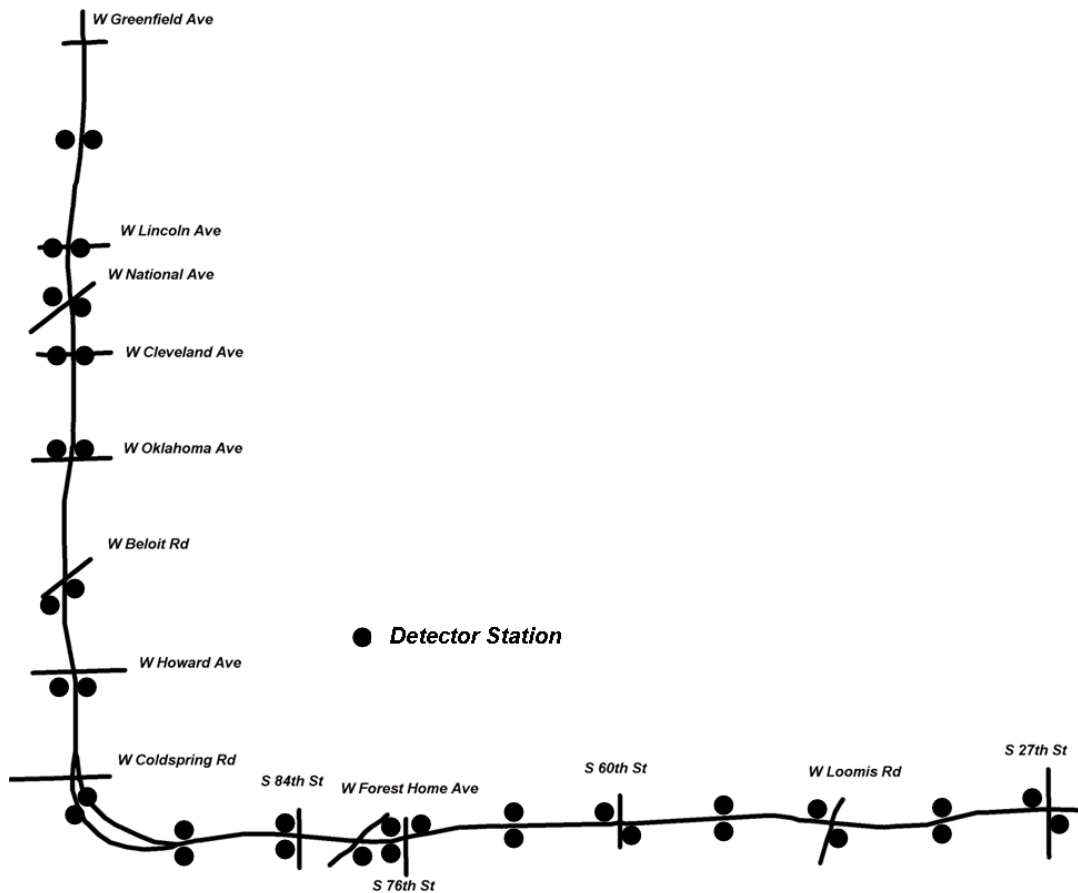 W Greenfield Ave
W Lincoln Ave
W National Ave
W Cleveland Ave
W Oklahoma Ave
W Beloit Rd
Detector Station
W Howard Ave
W Coldspring Rd
S 84th St
W Forest Home Ave
S 76th St
S 60th St
W Loomis Rd
S 27th St